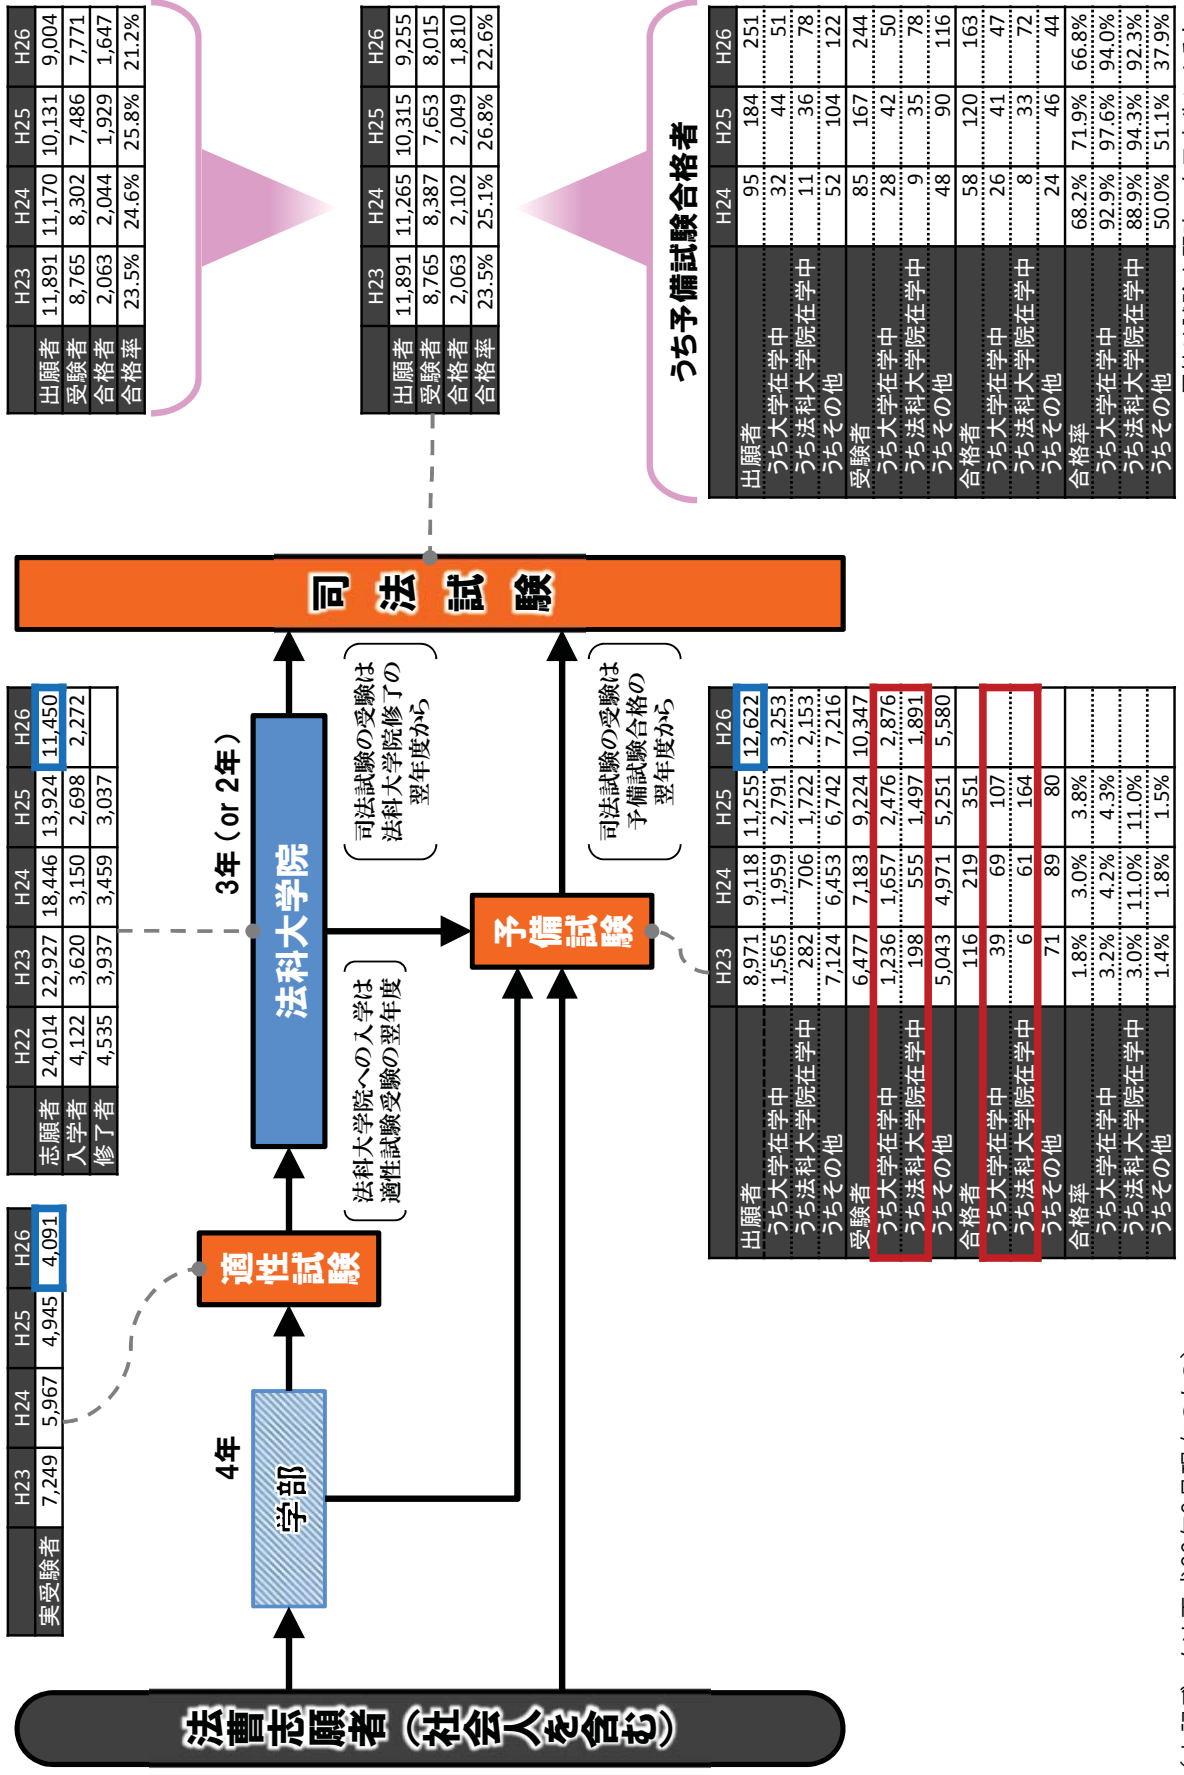 H23 H24 H25 H26
実受験者 7,249 5,967 4,945 4,091
H22 H23 H24 H25 H26
志願者 24,014 22,927 18,446 13,924 11,450
入学者 4,122 3,620 3,150 2,698 2,272
修了者 4,535 3,937 3,459 3,037
H23 H24 H25 H26
出願者 11,891 11,170 10,131 9,004
受験者 8,765 8,302 7,486 7,771
合格者 2,063 2,044 1,929 1,647
合格率 23.5% 24.6% 25.8% 21.2%
法曹志願者（社会人を含む）
4年
学部
適性試験
3年（or 2年）
法科大学院
法科大学院への入学は
適性試験受験の翌年度
司法試験の受験は
法科大学院修了の
翌年度から
予備試験
司法試験の受験は
予備試験合格の
翌年度から
司法試験
H23 H24 H25 H26
出願者 11,891 11,265 10,315 9,255
受験者 8,765 8,387 7,653 8,015
合格者 2,063 2,102 2,049 1,810
合格率 23.5% 25.1% 26.8% 22.6%
H23 H24 H25 H26
出願者 8,971 9,118 11,255 12,622
うち大学在学中 1,565 1,959 2,791 3,253
うち法科大学院在学中 282 706 1,722 2,153
うちその他 7,124 6,453 6,742 7,216
受験者 6,477 7,183 9,224 10,347
うち大学在学中 1,236 1,657 2,476 2,876
うち法科大学院在学中 198 555 1,497 1,891
うちその他 5,043 4,971 5,251 5,580
合格者 116 219 351
うち大学在学中 39 69 107
うち法科大学院在学中 6 61 164
うちその他 71 89 80
合格率 1.8% 3.0% 3.8%
うち大学在学中 3.2% 4.2% 4.3%
うち法科大学院在学中 3.0% 11.0% 11.0%
うちその他 1.4% 1.8% 1.5%
うち予備試験合格者
H24 H25 H26
出願者 95 184 251
うち大学在学中 32 44 51
うち法科大学院在学中 11 36 78
うちその他 52 104 122
受験者 85 167 244
うち大学在学中 28 42 50
うち法科大学院在学中 9 35 78
うちその他 48 90 116
合格者 58 120 163
うち大学在学中 26 41 47
うち法科大学院在学中 8 33 72
うちその他 24 46 44
合格率 68.2% 71.9% 66.8%
うち大学在学中 92.9% 97.6% 94.0%
うち法科大学院在学中 88.9% 94.3% 92.3%
うちその他 50.0% 51.1% 37.9%